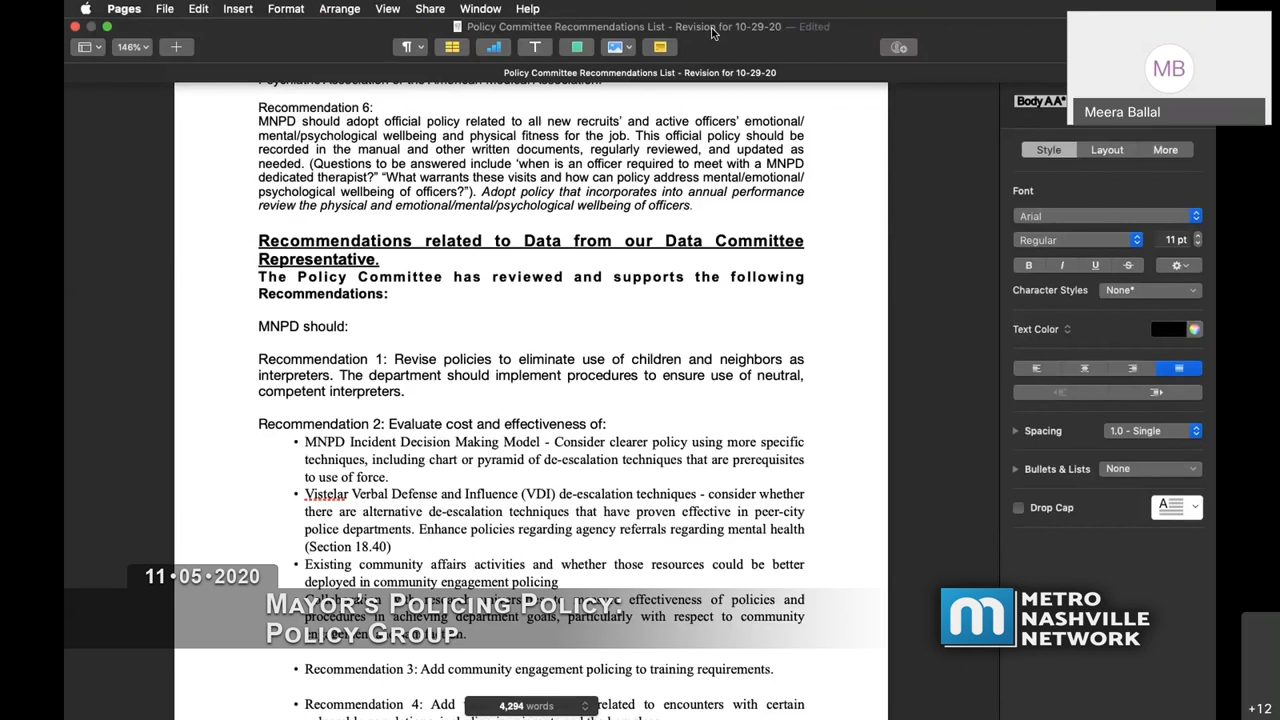 Pages File Edit Insert Format Arrange View Share Window Help
Policy Committee Recommendations List - Revision for 10-29-20 — Edited
146%
Policy Committee Recommendations List - Revision for 10-29-20
MB
Meera Ballal
Recommendation 6:
MNPD should adopt official policy related to all new recruits' and active officers' emotional/
mental/psychological wellbeing and physical fitness for the job. This official policy should be
recorded in the manual and other written documents, regularly reviewed, and updated as
needed. (Questions to be answered include 'when is an officer required to meet with a MNPD
dedicated therapist?" "What warrants these visits and how can policy address mental/emotional/
psychological wellbeing of officers?"). Adopt policy that incorporates into annual performance
review the physical and emotional/mental/psychological wellbeing of officers.
Recommendations related to Data from our Data Committee
Representative.
The Policy Committee has reviewed and supports the following
Recommendations:
MNPD should:
Recommendation 1: Revise policies to eliminate use of children and neighbors as
interpreters. The department should implement procedures to ensure use of neutral,
competent interpreters.
Recommendation 2: Evaluate cost and effectiveness of:
• MNPD Incident Decision Making Model - Consider clearer policy using more specific
techniques, including chart or pyramid of de-escalation techniques that are prerequisites
to use of force.
• Vistelar Verbal Defense and Influence (VDI) de-escalation techniques - consider whether
there are alternative de-escalation techniques that have proven effective in peer-city
police departments. Enhance policies regarding agency referrals regarding mental health
(Section 18.40)
• Existing community affairs activities and whether those resources could be better
deployed in community engagement policing
effectiveness of policies and
procedures in achieving department goals, particularly with respect to community
• Recommendation 3: Add community engagement policing to training requirements.
• Recommendation 4: Add related to encounters with certain
4,294 words
Body A A*
Style Layout More
Font
Arial
Regular 11 pt
B I U S
Character Styles None*
Text Color
Spacing 1.0 - Single
Bullets & Lists None
Drop Cap A
11•05•2020
Mayor's Policing Policy:
Policy Group
m METRO
NASHVILLE
NETWORK
+12